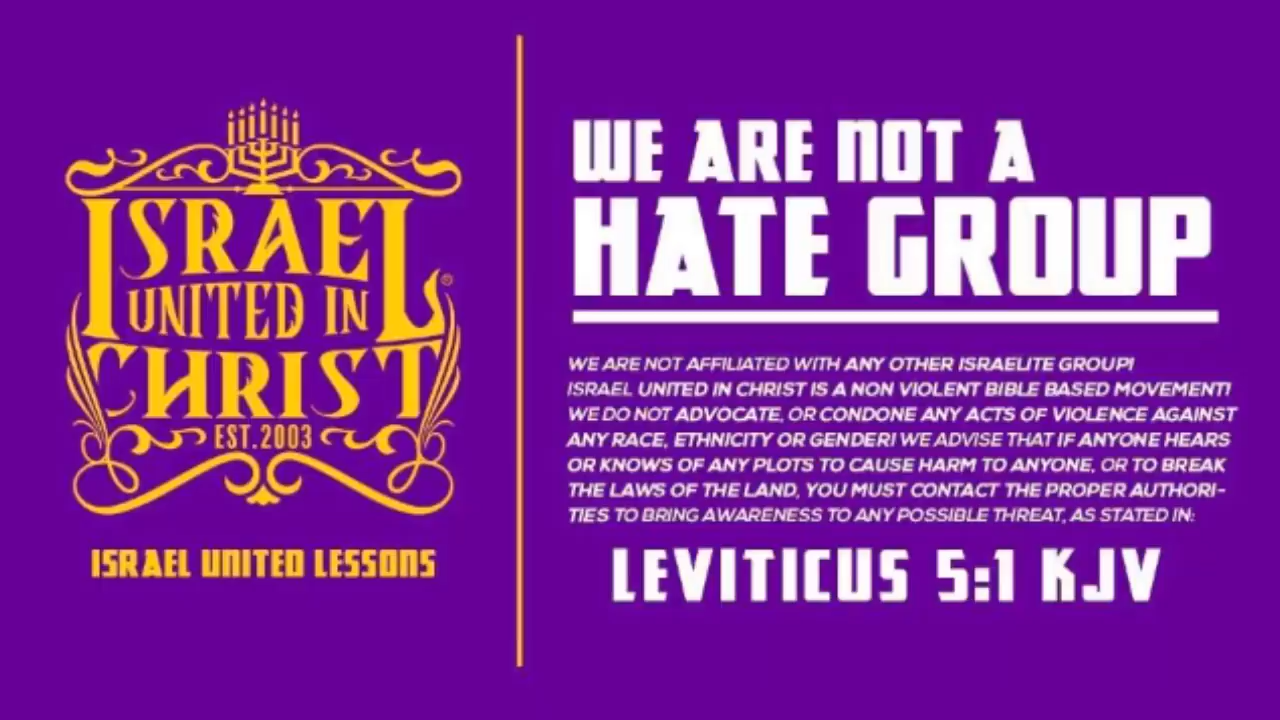 ISRAEL
UNITED IN
CHRIST
EST. 2003
®
ISRAEL UNITED LESSONS
WE ARE NOT A
HATE GROUP
WE ARE NOT AFFILIATED WITH ANY OTHER ISRAELITE GROUP!
ISRAEL UNITED IN CHRIST IS A NON VIOLENT BIBLE BASED MOVEMENT!
WE DO NOT ADVOCATE, OR CONDONE ANY ACTS OF VIOLENCE AGAINST
ANY RACE, ETHNICITY OR GENDER! WE ADVISE THAT IF ANYONE HEARS
OR KNOWS OF ANY PLOTS TO CAUSE HARM TO ANYONE, OR TO BREAK
THE LAWS OF THE LAND, YOU MUST CONTACT THE PROPER AUTHORI-
TIES TO BRING AWARENESS TO ANY POSSIBLE THREAT, AS STATED IN:
LEVITICUS 5:1 KJV